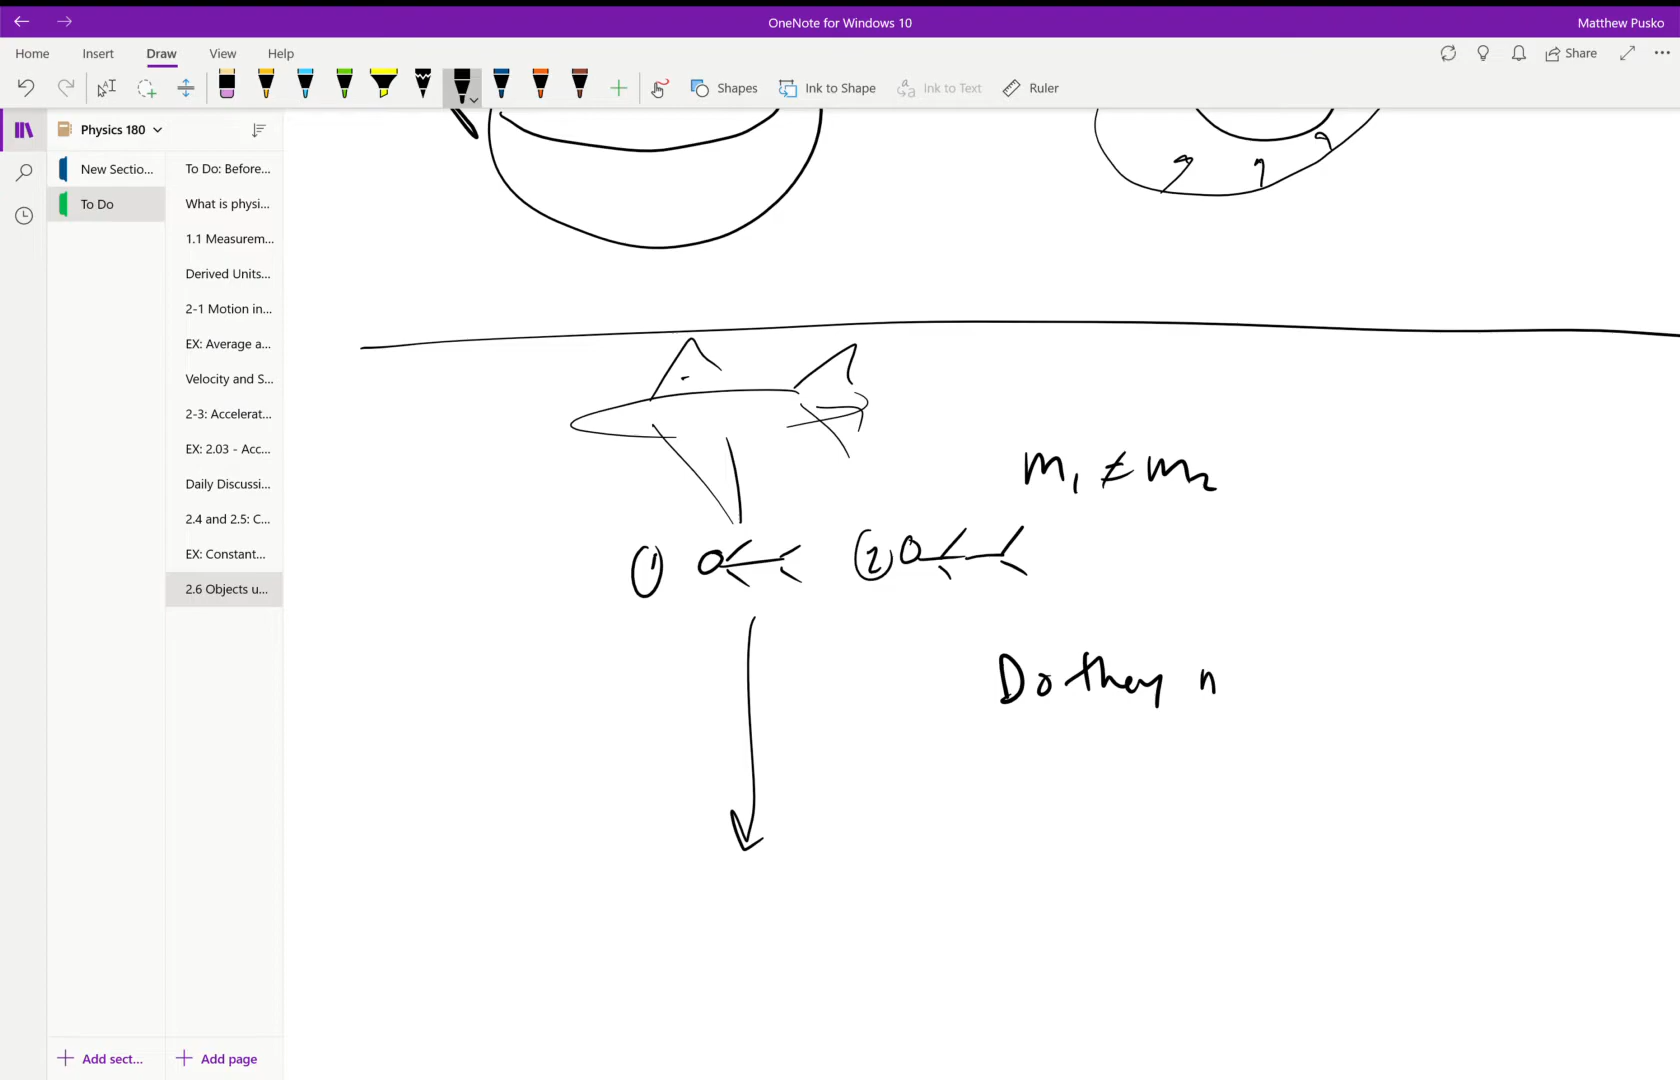 OneNote for Windows 10
Matthew Pusko
Home Insert Draw View Help
Share
Shapes Ink to Shape Ink to Text Ruler
Physics 180
New Sectio...
To Do
To Do: Before...
What is physi...
1.1 Measurem...
Derived Units...
2-1 Motion in...
EX: Average a...
Velocity and S...
2-3: Accelerat...
EX: 2.03 - Acc...
Daily Discussi...
2.4 and 2.5: C...
EX: Constant...
2.6 Objects u...
m₁ ≠ m₂
1 2
Do they n
Add sect... Add page